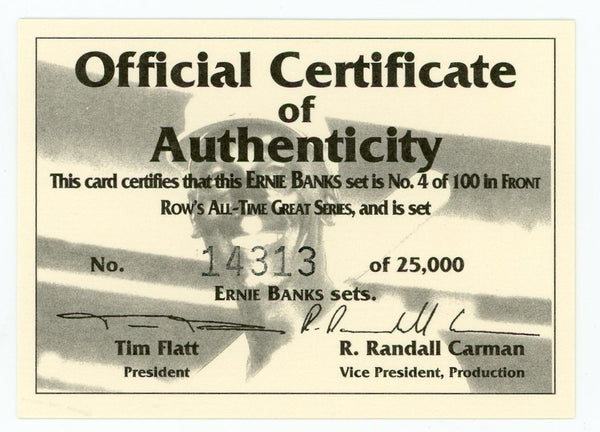 Official Certificate
of
Authenticity
This card certifies that this ERNIE BANKS set is No. 4 of 100 in FRONT
ROW'S ALL-TIME GREAT SERIES, and is set
No. 14313 of 25,000
ERNIE BANKS sets.
R. Randall Carman
Tim Flatt R. Randall Carman
President Vice President, Production